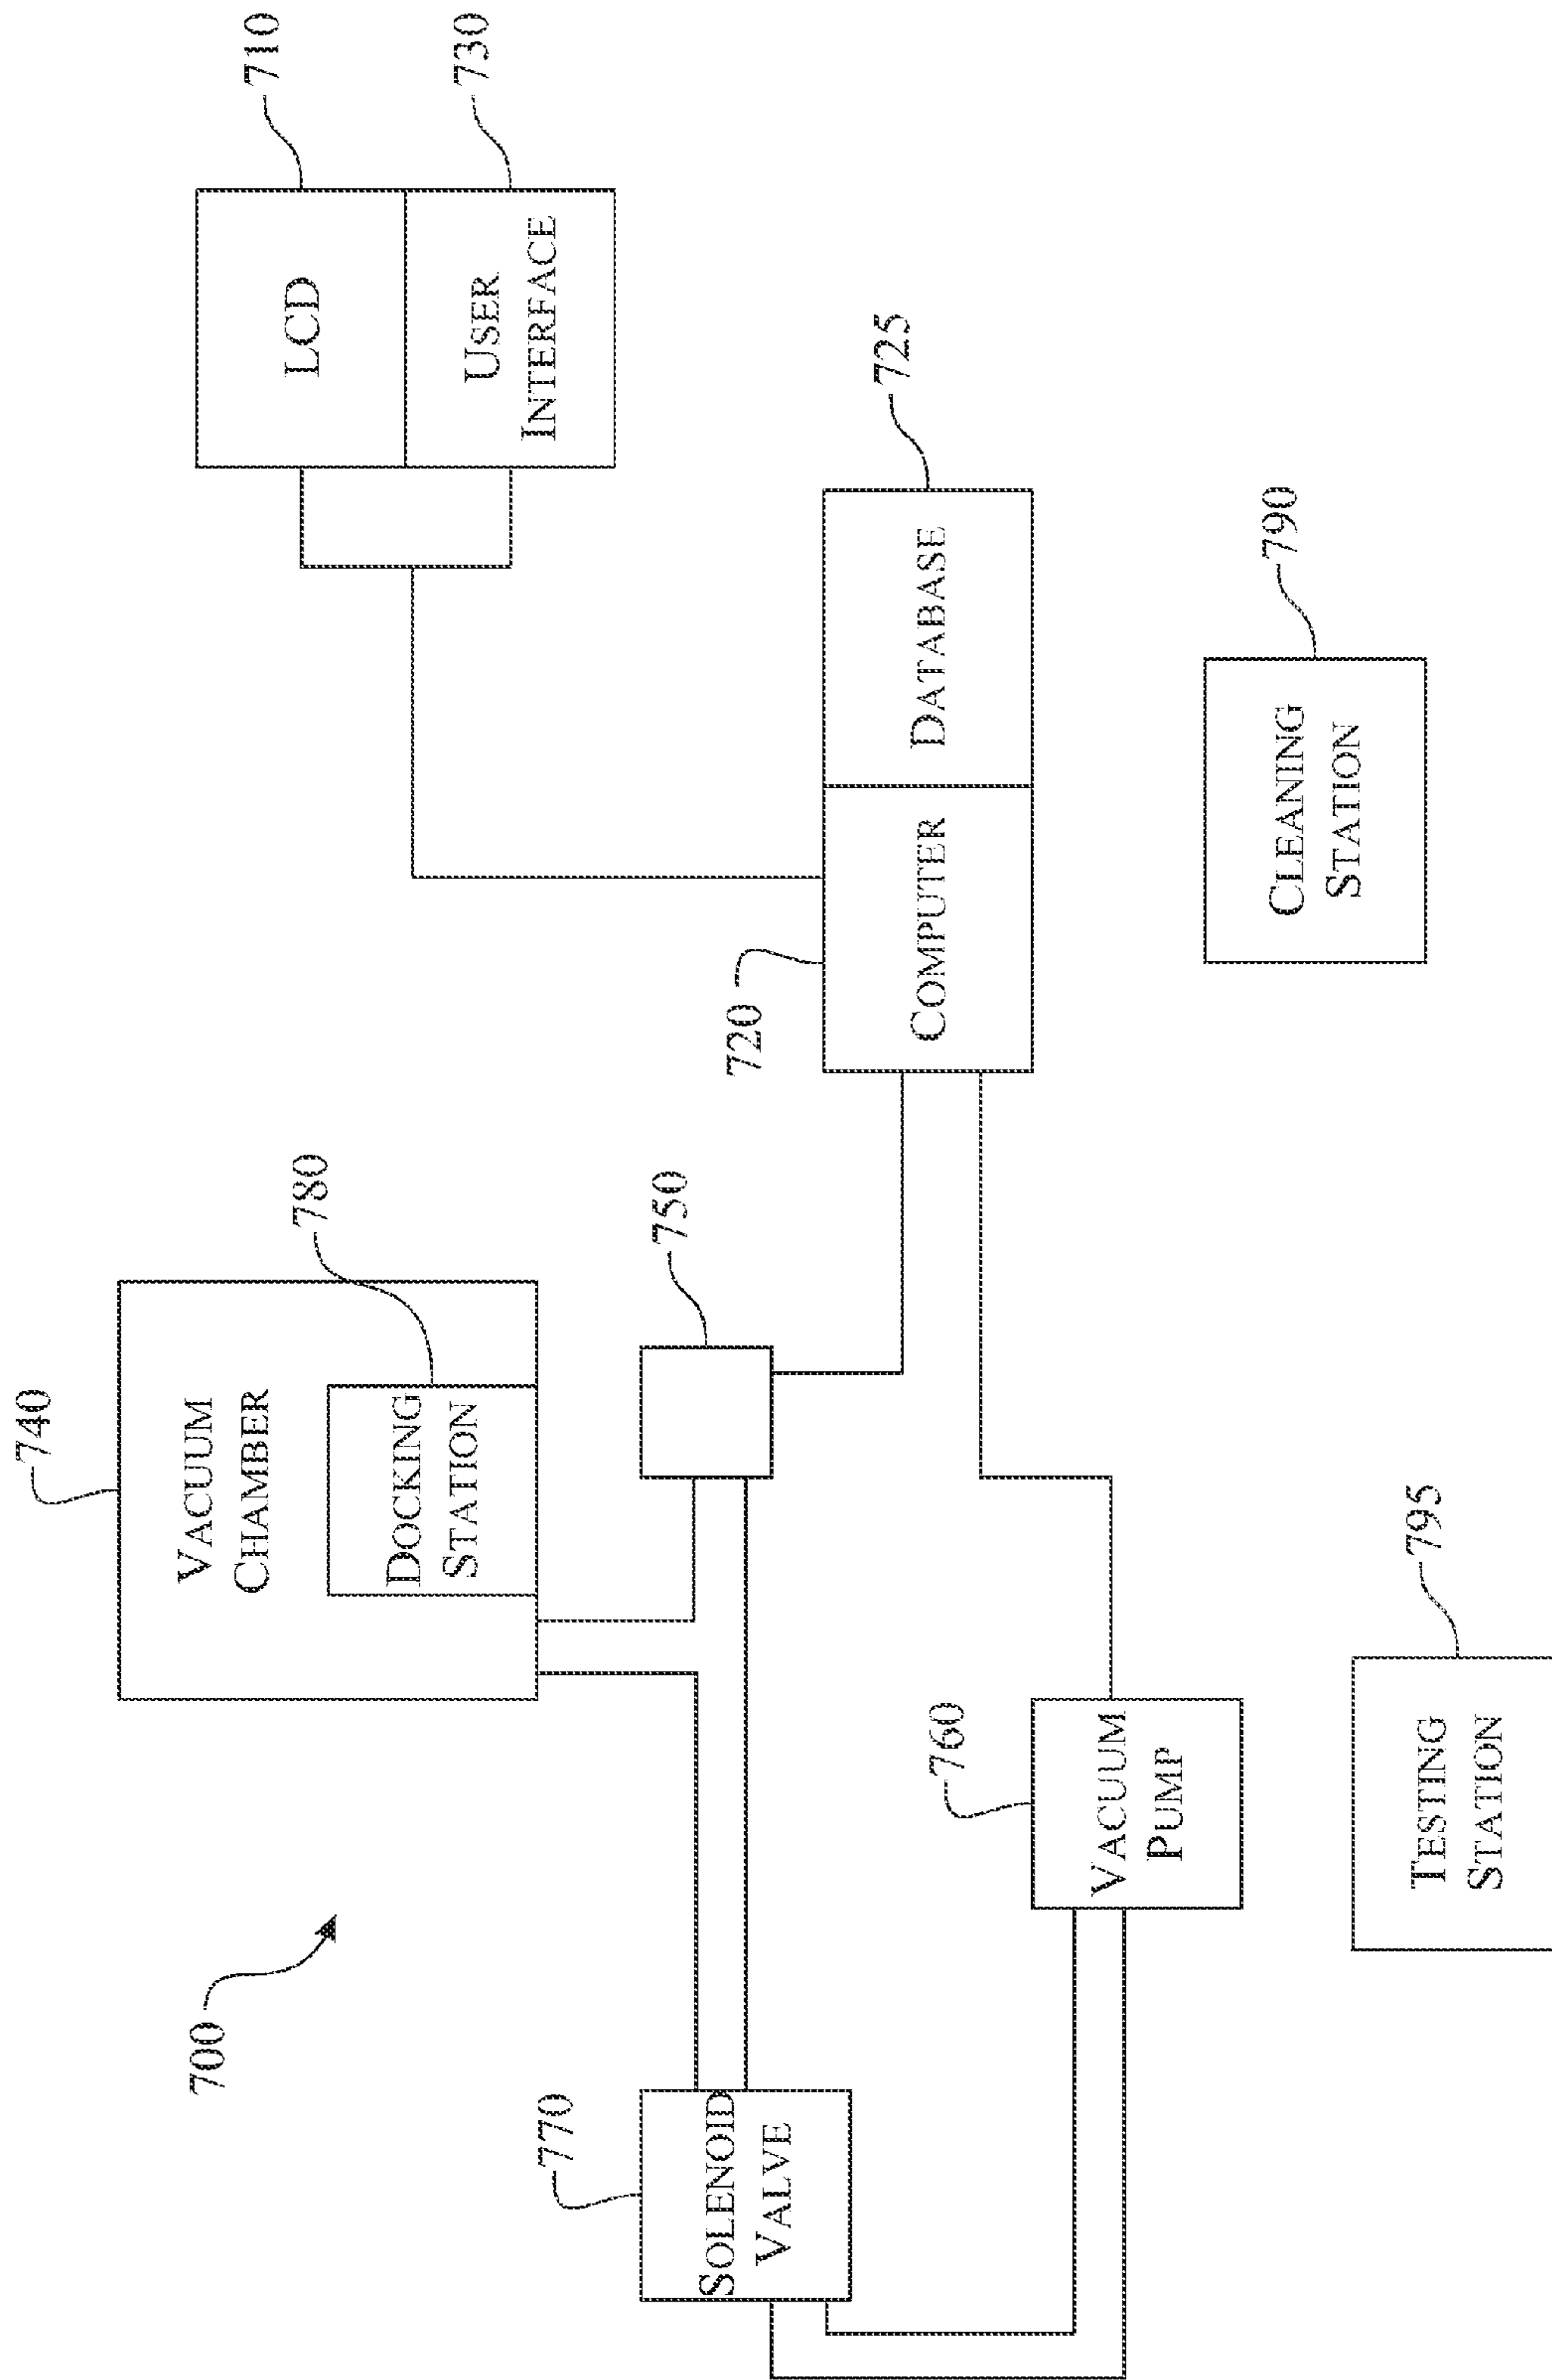 700
740
VACUUM
CHAMBER
780
DOCKING
STATION
710
LCD
730
USER
INTERFACE
770
SOLENOID
VALVE
750
720
COMPUTER
725
DATABASE
760
VACUUM
PUMP
790
CLEANING
STATION
795
TESTING
STATION